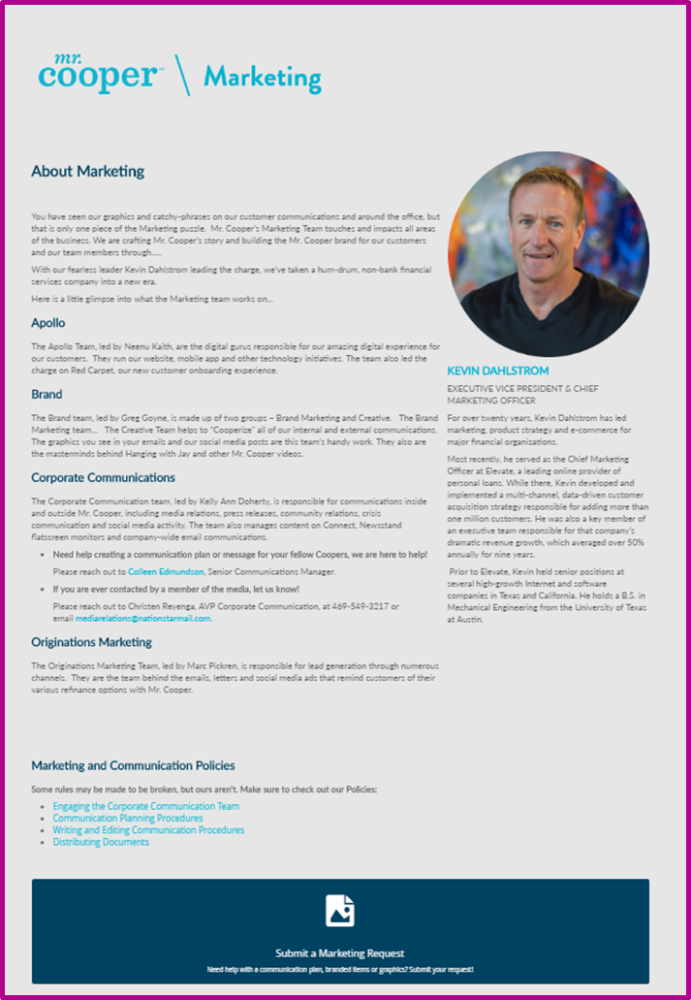 mr.
cooper
Marketing
About Marketing
You have seen our graphics and catchy-phrases on our customer communications and around the office, but
that is only one piece of the Marketing puzzle. Mr. Cooper's Marketing Team touches and impacts all areas
of the business. We are crafting Mr. Cooper's story and building the Mr. Cooper brand for our customers
and our team members through.....
With our fearless leader Kevin Dahlstrom leading the charge, we've taken a hum-drum, non-bank financial
services company into a new era.
Here is a little glimpse into what the Marketing team works on...
Apollo
The Apollo Team, led by Neenu Kaith, are the digital gurus responsible for our amazing digital experience for
our customers. They run our website, mobile app and other technology initiatives. The team also led the
charge on Red Carpet, our new customer onboarding experience.
Brand
The Brand team, led by Greg Goyne, is made up of two groups – Brand Marketing and Creative. The Brand
Marketing team... The Creative Team helps to "Cooperize" all of our internal and external communications.
The graphics you see in your emails and our social media posts are this team's handy work. They also are
the masterminds behind Hanging with Jay and other Mr. Cooper videos.
Corporate Communications
The Corporate Communication team, led by Kelly Ann Doherty, is responsible for communications inside
and outside Mr. Cooper, including media relations, press releases, community relations, crisis
communication and social media activity. The team also manages content on Connect, Newsstand
flatscreen monitors and company-wide email communications.
• Need help creating a communication plan or message for your fellow Coopers, we are here to help!
Please reach out to Colleen Edmundson, Senior Communications Manager.
• If you are ever contacted by a member of the media, let us know!
Please reach out to Christen Reyenga, AVP Corporate Communication, at 469-549-3217 or
email mediarelations@nationstarmail.com.
Originations Marketing
The Originations Marketing Team, led by Marc Pickren, is responsible for lead generation through numerous
channels. They are the team behind the emails, letters and social media ads that remind customers of their
various refinance options with Mr. Cooper.
KEVIN DAHLSTROM
EXECUTIVE VICE PRESIDENT & CHIEF
MARKETING OFFICER
For over twenty years, Kevin Dahlstrom has led
marketing, product strategy and e-commerce for
major financial organizations.
Most recently, he served as the Chief Marketing
Officer at Elevate, a leading online provider of
personal loans. While there, Kevin developed and
implemented a multi-channel, data-driven customer
acquisition strategy responsible for adding more than
one million customers. He was also a key member of
an executive team responsible for that company's
dramatic revenue growth, which averaged over 50%
annually for nine years.
Prior to Elevate, Kevin held senior positions at
several high-growth Internet and software
companies in Texas and California. He holds a B.S. in
Mechanical Engineering from the University of Texas
at Austin.
Marketing and Communication Policies
Some rules may be made to be broken, but ours aren't. Make sure to check out our Policies:
• Engaging the Corporate Communication Team
• Communication Planning Procedures
• Writing and Editing Communication Procedures
• Distributing Documents
Submit a Marketing Request
Need help with a communication plan, branded items or graphics? Submit your request!